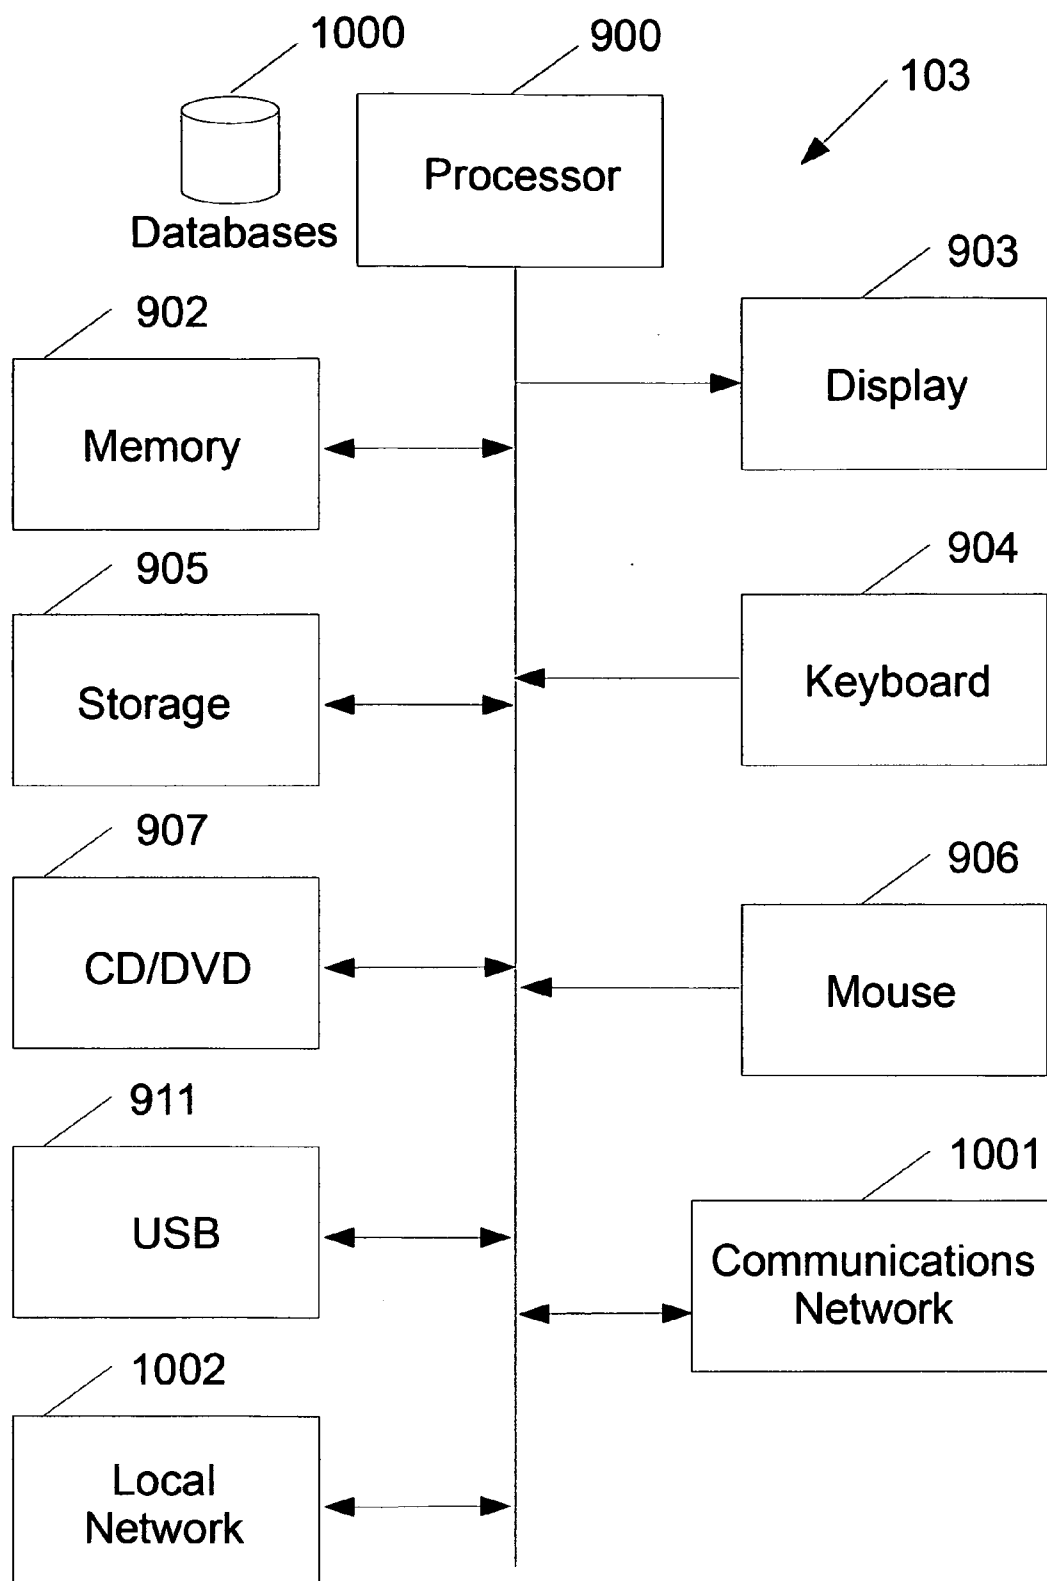 1000
900
103
Processor
Databases
903
902
Display
Memory
904
905
Keyboard
Storage
907
906
CD/DVD
Mouse
911
1001
USB
Communications
Network
1002
Local
Network